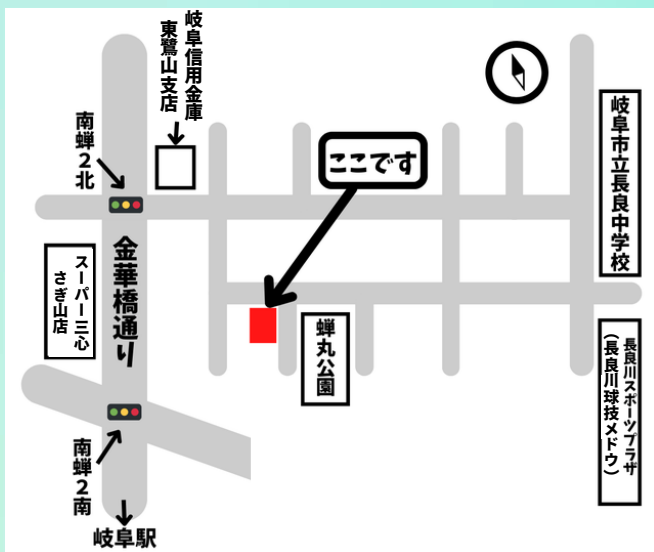 岐阜信用金庫
東鷺山支店
南蝉2北
ここです
岐阜市立長良中学校
金華橋通り
スーパー三心
さぎ山店
蝉丸公園
長良川スポーツプラザ
(長良川球技メドウ)
南蝉2南
岐阜駅